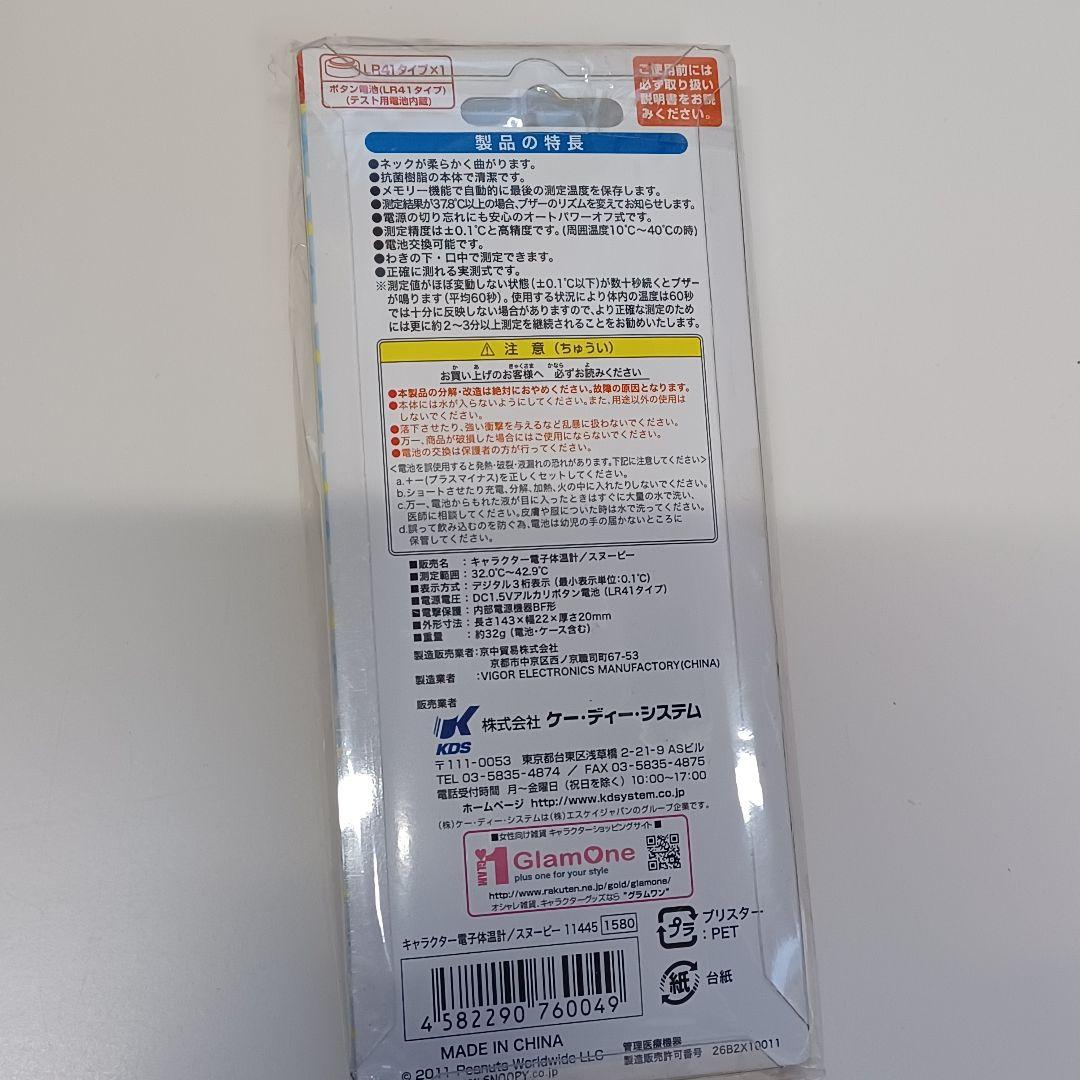 LR41タイプ×1
ボタン電池(LR41タイプ)
(テスト用電池内蔵)
ご使用前には
必ず取り扱い
説明書をお読
みください。
製品の特長
●ネックが柔らかく曲がります。
●抗菌樹脂の本体で清潔です。
●メモリー機能で自動的に最後の測定温度を保存します。
●測定結果が37.8℃以上の場合、ブザーのリズムを変えてお知らせします。
●電源の切り忘れにも安心のオートパワーオフ式です。
●測定精度は±0.1℃と高精度です。(周囲温度10℃～40℃の時)
●電池交換可能です。
●わきの下・口中で測定できます。
●正確に測れる実測式です。
※測定値がほぼ変動しない状態（±0.1℃以下）が数十秒続くとブザー
が鳴ります（平均60秒）。使用する状況により体内の温度は60秒
では十分に反映しない場合がありますので、より正確な測定のため
には更に約2～3分以上測定を継続されることをお勧めいたします。
⚠ 注 意（ちゅうい）
か あ きゃくさま かなら よ
お買い上げのお客様へ 必ずお読みください
●本製品の分解・改造は絶対におやめください。故障の原因となります。
●本体には水が入らないようにしてください。また、用途以外の使用は
しないでください。
●落下させたり、強い衝撃を与えるなど乱暴に扱わないでください。
●万一、商品が破損した場合にはご使用にならないでください。
●電池の交換は保護者の方が行ってください。
＜電池を誤使用すると発熱・破裂・液漏れの恐れがあります。下記に注意してください＞
a.＋－(プラスマイナス)を正しくセットしてください。
b.ショートさせたり充電、分解、加熱、火の中に入れたりしないでください。
c.万一、電池からもれた液が目に入ったときはすぐに大量の水で洗い、
医師に相談してください。皮膚や服についた時は水で洗ってください。
d.誤って飲み込むのを防ぐ為、電池は幼児の手の届かないところに
保管してください。
■販売名 ：キャラクター電子体温計／スヌーピー
■測定範囲：32.0℃～42.9℃
■表示方式：デジタル3桁表示（最小表示単位：0.1℃）
■電源電圧：DC1.5Vアルカリボタン電池（LR41タイプ）
■電撃保護：内部電源機器BF形
■外形寸法：長さ143×幅22×厚さ20mm
■重量 ：約32g（電池・ケース含む）
製造販売業者：京中貿易株式会社
京都市中京区西ノ京職司町67-53
製造業者 ：VIGOR ELECTRONICS MANUFACTORY(CHINA)
販売業者
KDS 株式会社 ケー・ディー・システム
〒111-0053 東京都台東区浅草橋 2-21-9 ASビル
TEL 03-5835-4874 ／ FAX 03-5835-4875
電話受付時間 月～金曜日（祝日を除く）10:00～17:00
ホームページ http://www.kdsystem.co.jp
(株)ケー・ディー・システムは(株)エスケイジャパンのグループ企業です。
■女性向け雑貨 キャラクターショッピングサイト■
GLAM 1 GlamOne
plus one for your style
http://www.rakuten.ne.jp/gold/glamone/
オシャレ雑貨、キャラクターグッズなら "グラムワン"
キャラクター電子体温計／スヌーピー 11445 1580
プラ ブリスター
：PET
紙 台紙
4 582290 760049
MADE IN CHINA
© 2011 Peanuts Worldwide LLC
SNOOPY.co.jp
管理医療機器
製造販売許可番号 26B2X10011